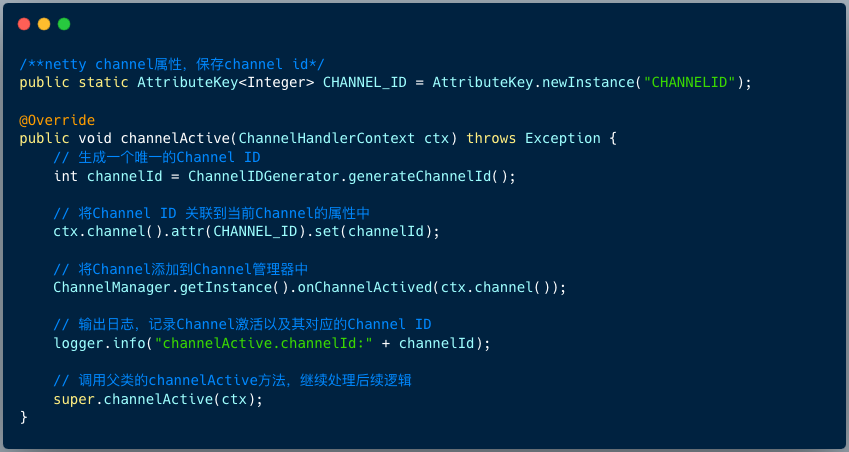 /**netty channel属性，保存channel id*/
public static AttributeKey<Integer> CHANNEL_ID = AttributeKey.newInstance("CHANNELID");
@Override
public void channelActive(ChannelHandlerContext ctx) throws Exception {
// 生成一个唯一的Channel ID
int channelId = ChannelIDGenerator.generateChannelId();
// 将Channel ID 关联到当前Channel的属性中
ctx.channel().attr(CHANNEL_ID).set(channelId);
// 将Channel添加到Channel管理器中
ChannelManager.getInstance().onChannelActived(ctx.channel());
// 输出日志，记录Channel激活以及其对应的Channel ID
logger.info("channelActive.channelId:" + channelId);
// 调用父类的channelActive方法，继续处理后续逻辑
super.channelActive(ctx);
}